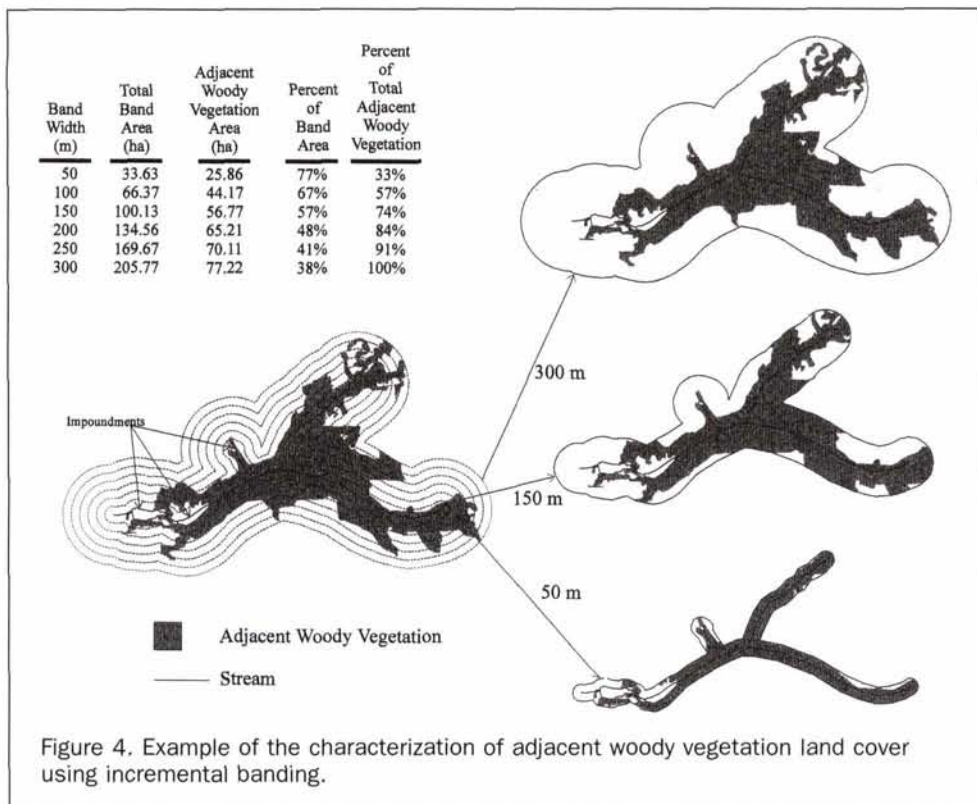 Band Width (m) Total Band Area (ha) Adjacent Woody Vegetation Area (ha) Percent of Band Area Percent of Total Adjacent Woody Vegetation
50 33.63 25.86 77% 33%
100 66.37 44.17 67% 57%
150 100.13 56.77 57% 74%
200 134.56 65.21 48% 84%
250 169.67 70.11 41% 91%
300 205.77 77.22 38% 100%
Impoundments
300 m
150 m
50 m
Adjacent Woody Vegetation
Stream
Figure 4. Example of the characterization of adjacent woody vegetation land cover
using incremental banding.